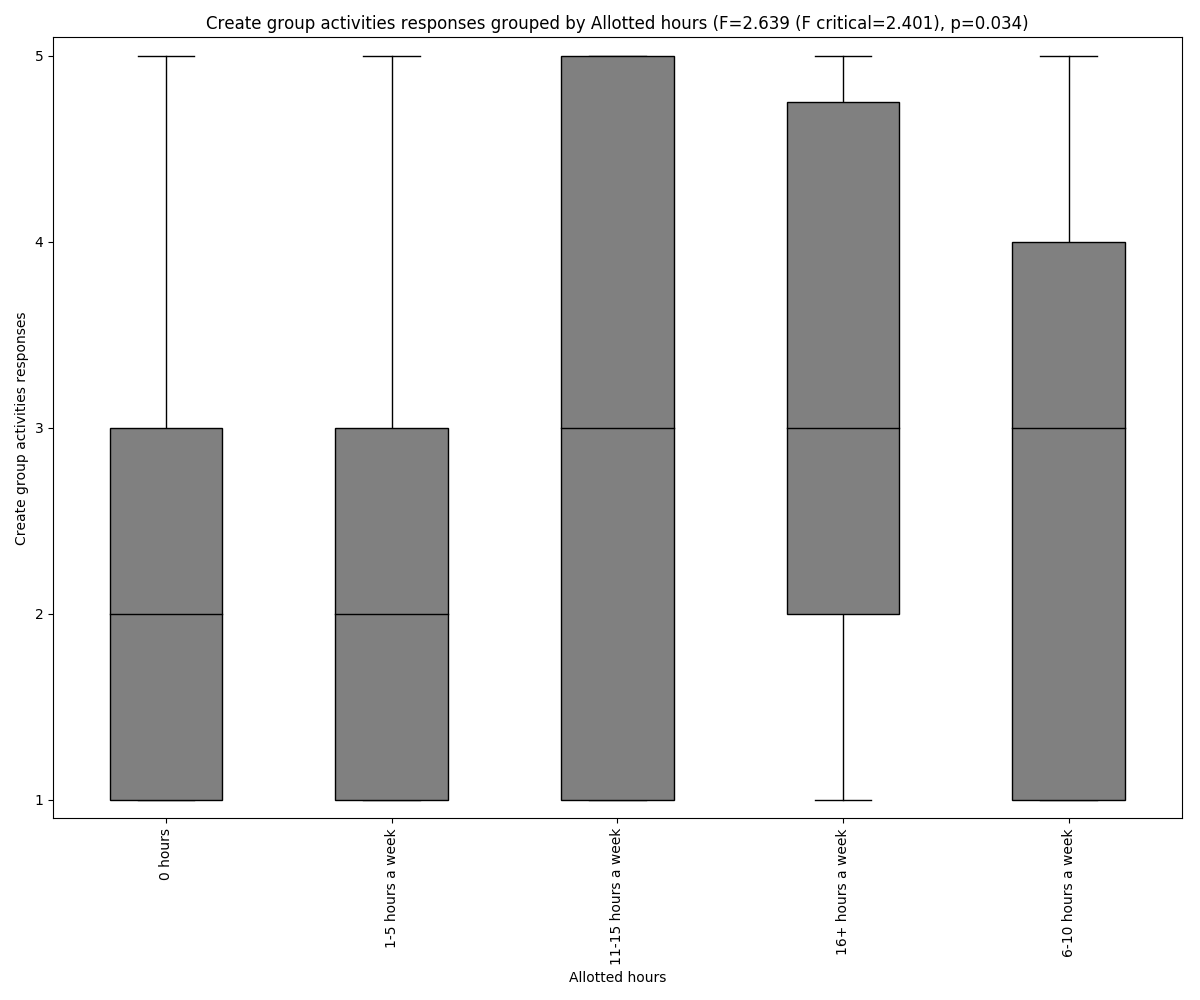 Create group activities responses grouped by Allotted hours (F=2.639 (F critical=2.401), p=0.034)
Create group activities responses
5
4
3
2
1
0 hours
1-5 hours a week
11-15 hours a week
16+ hours a week
6-10 hours a week
Allotted hours